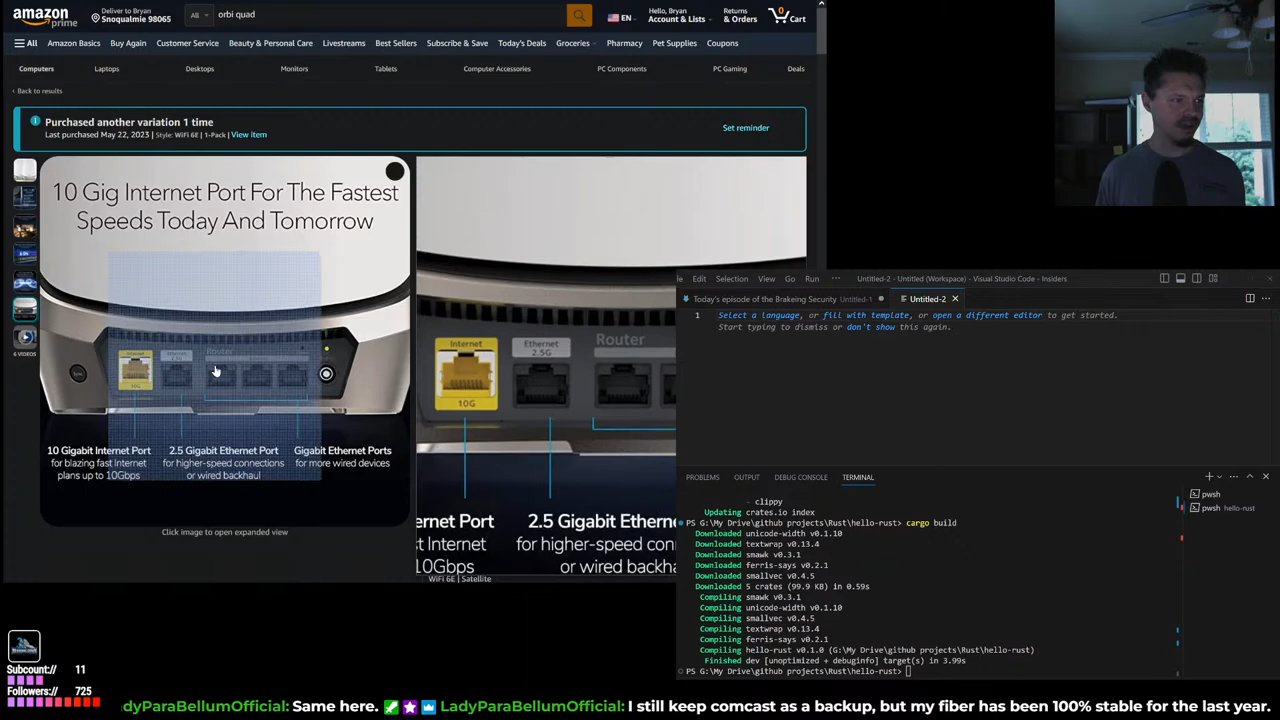 amazon prime
Deliver to Bryan
Snoqualmie 98065
All
orbi quad
EN
Hello, Bryan
Account & Lists
Returns
& Orders
Cart
All
Amazon Basics
Buy Again
Customer Service
Beauty & Personal Care
Livestreams
Best Sellers
Subscribe & Save
Today's Deals
Groceries
Pharmacy
Pet Supplies
Coupons
Computers
Laptops
Desktops
Monitors
Tablets
Computer Accessories
PC Components
PC Gaming
Deals
‹ Back to results
Purchased another variation 1 time
Last purchased May 22, 2023 | Style: WiFi 6E | 1-Pack | View item
Set reminder
6 VIDEOS
10 Gig Internet Port For The Fastest
Speeds Today And Tomorrow
Sync
Internet
10G
Ethernet
2.5G
Router
10 Gigabit Internet Port
for blazing fast Internet
plans up to 10Gbps
2.5 Gigabit Ethernet Port
for higher-speed connections
or wired backhaul
Gigabit Ethernet Ports
for more wired devices
Click image to open expanded view
Internet
10G
Ethernet
2.5G
Router
ernet Port
st Internet
10Gbps
2.5 Gigabit Etherne
for higher-speed conn
or wired backha
WiFi 6E | Satellite
le Edit Selection View Go Run ···
Untitled-2 - Untitled (Workspace) - Visual Studio Code - Insiders
Today's episode of the Brakeing Security Untitled-1
Untitled-2
1 Select a language, or fill with template, or open a different editor to get started.
Start typing to dismiss or don't show this again.
PROBLEMS OUTPUT DEBUG CONSOLE TERMINAL
pwsh
pwsh hello-rust
- clippy
Updating crates.io index
PS G:\My Drive\github projects\Rust\hello-rust> cargo build
Downloaded unicode-width v0.1.10
Downloaded textwrap v0.13.4
Downloaded smawk v0.3.1
Downloaded ferris-says v0.2.1
Downloaded smallvec v0.4.5
Downloaded 5 crates (99.9 KB) in 0.59s
Compiling smawk v0.3.1
Compiling unicode-width v0.1.10
Compiling smallvec v0.4.5
Compiling textwrap v0.13.4
Compiling ferris-says v0.2.1
Compiling hello-rust v0.1.0 (G:\My Drive\github projects\Rust\hello-rust)
Finished dev [unoptimized + debuginfo] target(s) in 3.99s
PS G:\My Drive\github projects\Rust\hello-rust>
Subcount// 11
Followers// 725
LadyParaBellumOfficial: Same here. LadyParaBellumOfficial: I still keep comcast as a backup, but my fiber has been 100% stable for the last year.